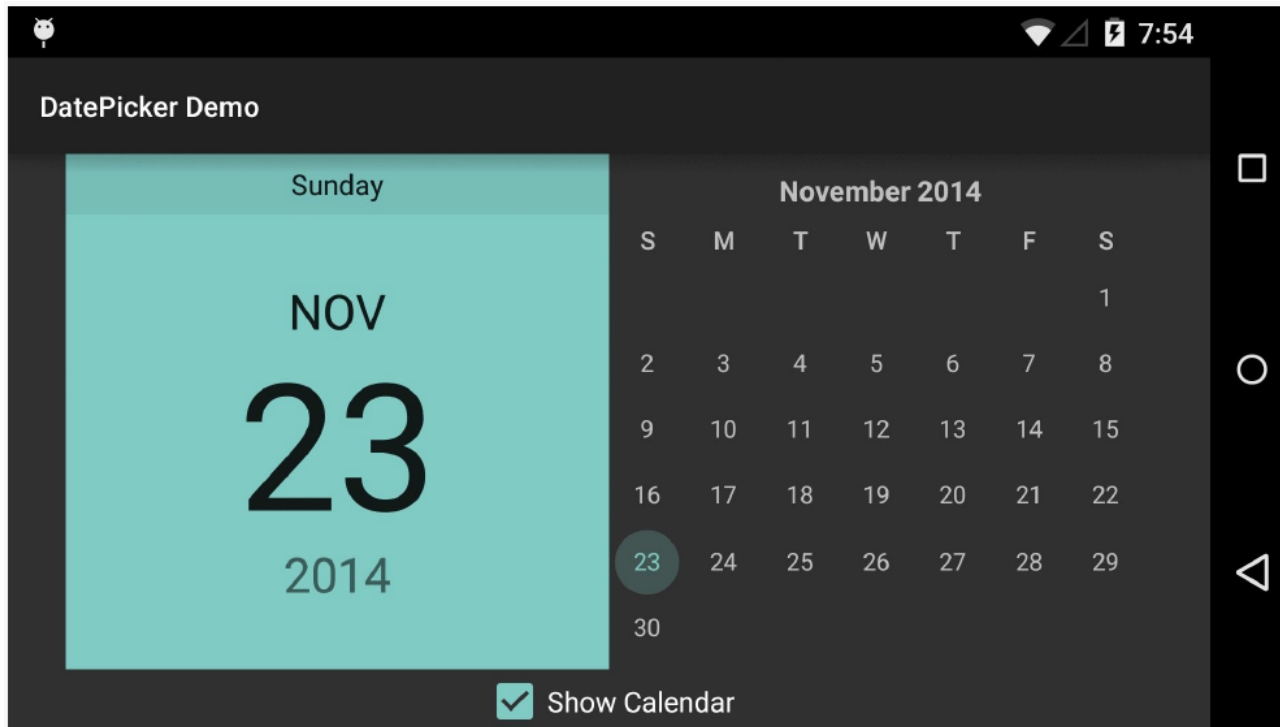 7:54
DatePicker Demo
Sunday
NOV
23
2014
November 2014
S M T W T F S
1
2 3 4 5 6 7 8
9 10 11 12 13 14 15
16 17 18 19 20 21 22
23 24 25 26 27 28 29
30
Show Calendar